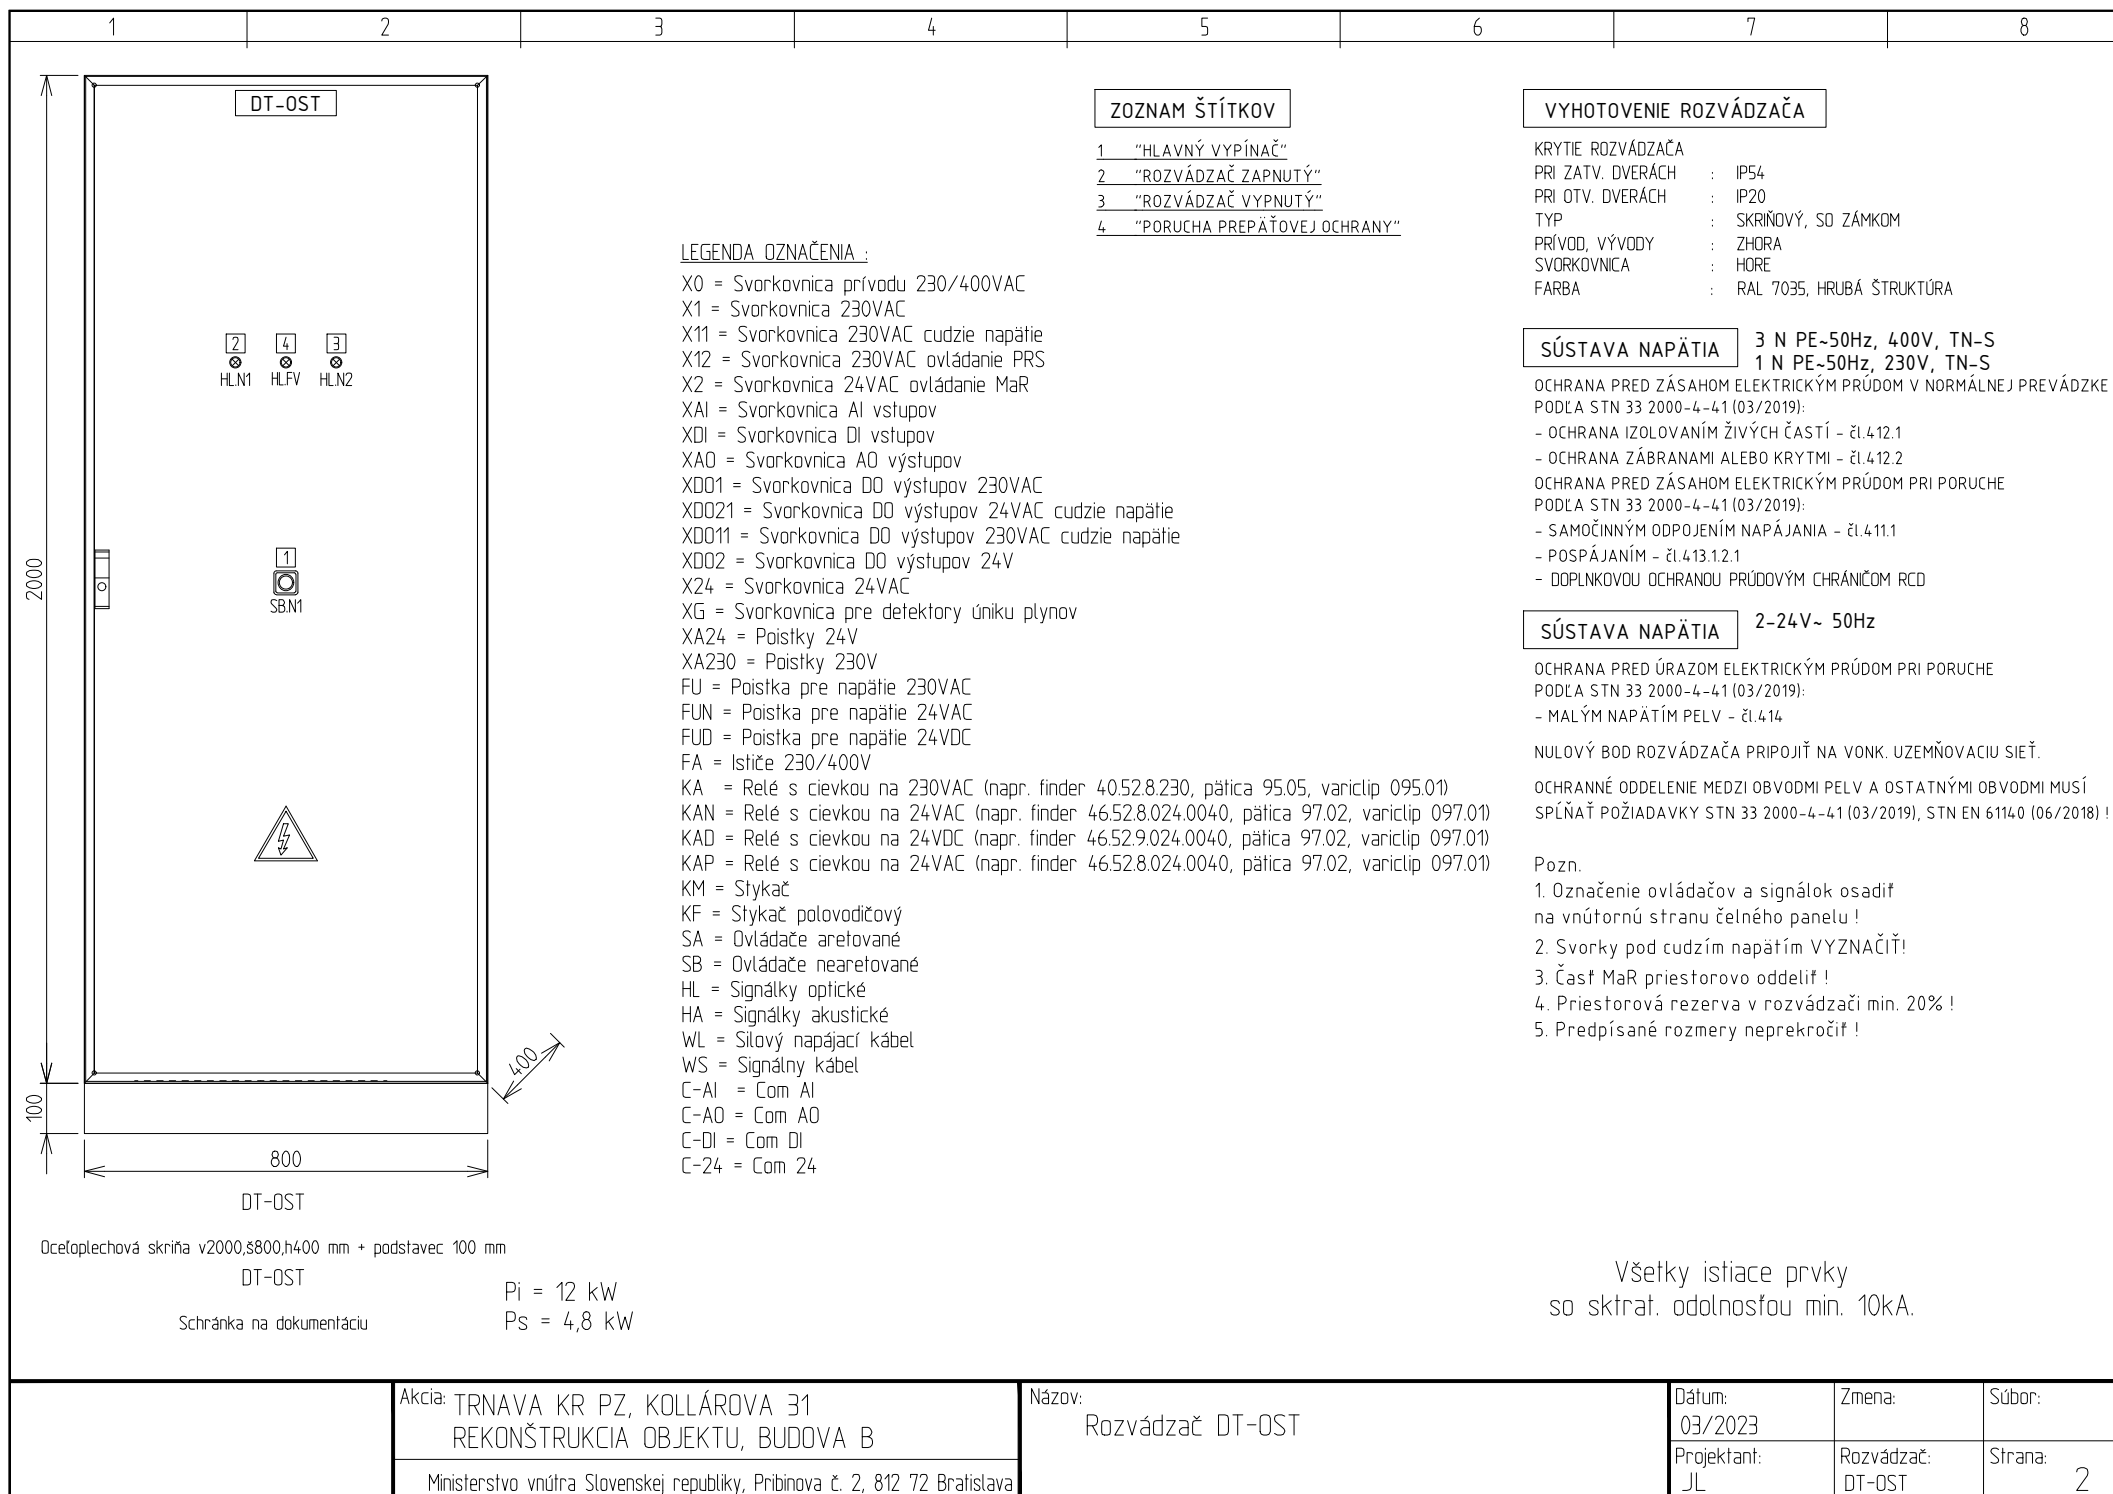 1 2 3 4 5 6 7 8
DT-OST
2 4 3
HL.N1 HL.FV HL.N2
1
SB.N1
2000
100
400
800
DT-OST
Oceľoplechová skriňa v2000,š800,h400 mm + podstavec 100 mm
DT-OST
Schránka na dokumentáciu
Pi = 12 kW
Ps = 4,8 kW
LEGENDA OZNAČENIA :
X0 = Svorkovnica prívodu 230/400VAC
X1 = Svorkovnica 230VAC
X11 = Svorkovnica 230VAC cudzie napätie
X12 = Svorkovnica 230VAC ovládanie PRS
X2 = Svorkovnica 24VAC ovládanie MaR
XAI = Svorkovnica AI vstupov
XDI = Svorkovnica DI vstupov
XAO = Svorkovnica AO výstupov
XDO1 = Svorkovnica DO výstupov 230VAC
XDO21 = Svorkovnica DO výstupov 24VAC cudzie napätie
XDO11 = Svorkovnica DO výstupov 230VAC cudzie napätie
XDO2 = Svorkovnica DO výstupov 24V
X24 = Svorkovnica 24VAC
XG = Svorkovnica pre detektory úniku plynov
XA24 = Poistky 24V
XA230 = Poistky 230V
FU = Poistka pre napätie 230VAC
FUN = Poistka pre napätie 24VAC
FUD = Poistka pre napätie 24VDC
FA = Ističe 230/400V
KA = Relé s cievkou na 230VAC (napr. finder 40.52.8.230, pätica 95.05, variclip 095.01)
KAN = Relé s cievkou na 24VAC (napr. finder 46.52.8.024.0040, pätica 97.02, variclip 097.01)
KAD = Relé s cievkou na 24VDC (napr. finder 46.52.9.024.0040, pätica 97.02, variclip 097.01)
KAP = Relé s cievkou na 24VAC (napr. finder 46.52.8.024.0040, pätica 97.02, variclip 097.01)
KM = Stykač
KF = Stykač polovodičový
SA = Ovládače aretované
SB = Ovládače nearetované
HL = Signálky optické
HA = Signálky akustické
WL = Silový napájací kábel
WS = Signálny kábel
C-AI = Com AI
C-AO = Com AO
C-DI = Com DI
C-24 = Com 24
ZOZNAM ŠTÍTKOV
1 "HLAVNÝ VYPÍNAČ"
2 "ROZVÁDZAČ ZAPNUTÝ"
3 "ROZVÁDZAČ VYPNUTÝ"
4 "PORUCHA PREPÄŤOVEJ OCHRANY"
VYHOTOVENIE ROZVÁDZAČA
KRYTIE ROZVÁDZAČA
PRI ZATV. DVERÁCH : IP54
PRI OTV. DVERÁCH : IP20
TYP : SKRIŇOVÝ, SO ZÁMKOM
PRÍVOD, VÝVODY : ZHORA
SVORKOVNICA : HORE
FARBA : RAL 7035, HRUBÁ ŠTRUKTÚRA
SÚSTAVA NAPÄTIA
3 N PE~50Hz, 400V, TN-S
1 N PE~50Hz, 230V, TN-S
OCHRANA PRED ZÁSAHOM ELEKTRICKÝM PRÚDOM V NORMÁLNEJ PREVÁDZKE
PODĽA STN 33 2000-4-41 (03/2019):
- OCHRANA IZOLOVANÍM ŽIVÝCH ČASTÍ - čl.412.1
- OCHRANA ZÁBRANAMI ALEBO KRYTMI - čl.412.2
OCHRANA PRED ZÁSAHOM ELEKTRICKÝM PRÚDOM PRI PORUCHE
PODĽA STN 33 2000-4-41 (03/2019):
- SAMOČINNÝM ODPOJENÍM NAPÁJANIA - čl.411.1
- POSPÁJANÍM - čl.413.1.2.1
- DOPLNKOVOU OCHRANOU PRÚDOVÝM CHRÁNIČOM RCD
SÚSTAVA NAPÄTIA 2-24V~ 50Hz
OCHRANA PRED ÚRAZOM ELEKTRICKÝM PRÚDOM PRI PORUCHE
PODĽA STN 33 2000-4-41 (03/2019):
- MALÝM NAPÄTÍM PELV - čl.414
NULOVÝ BOD ROZVÁDZAČA PRIPOJIŤ NA VONK. UZEMŇOVACIU SIEŤ.
OCHRANNÉ ODDELENIE MEDZI OBVODMI PELV A OSTATNÝMI OBVODMI MUSÍ
SPĹŇAŤ POŽIADAVKY STN 33 2000-4-41 (03/2019), STN EN 61140 (06/2018) !
Pozn.
1. Označenie ovládačov a signálok osadiť
na vnútornú stranu čelného panelu !
2. Svorky pod cudzím napätím VYZNAČIŤ!
3. Časť MaR priestorovo oddeliť !
4. Priestorová rezerva v rozvádzači min. 20% !
5. Predpísané rozmery neprekročiť !
Všetky istiace prvky
so sktrat. odolnosťou min. 10kA.
Akcia: TRNAVA KR PZ, KOLLÁROVA 31
REKONŠTRUKCIA OBJEKTU, BUDOVA B
Ministerstvo vnútra Slovenskej republiky, Pribinova č. 2, 812 72 Bratislava
Názov:
Rozvádzač DT-OST
Dátum: Zmena: Súbor:
03/2023
Projektant: Rozvádzač: Strana:
JL DT-OST 2